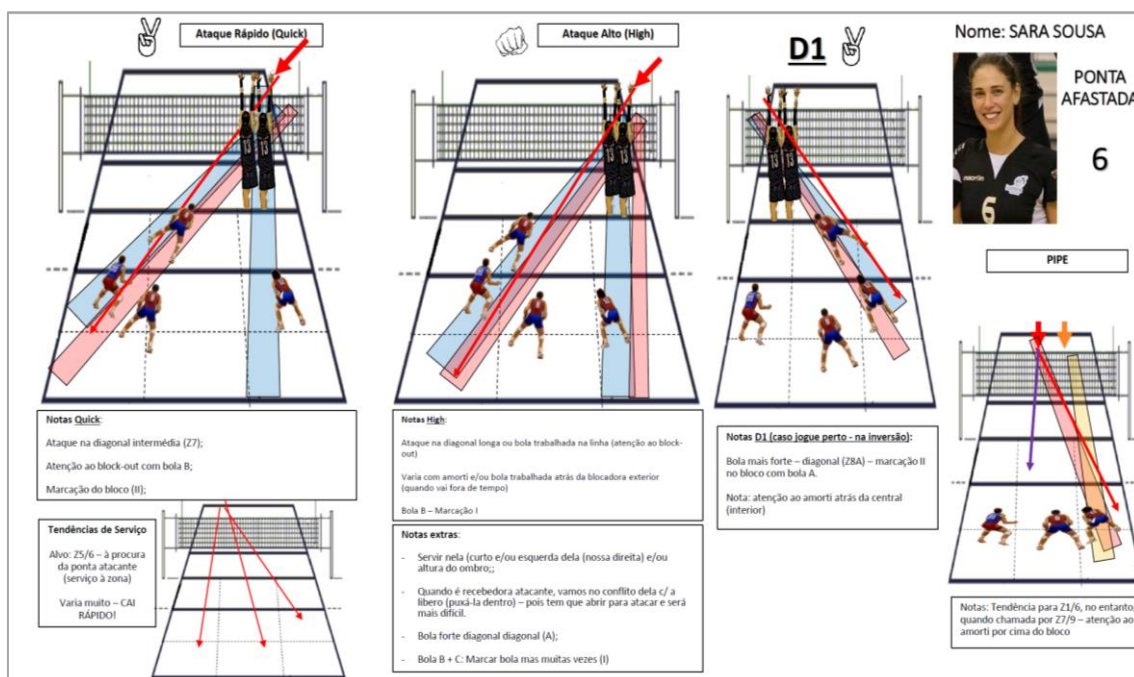 Ataque Rápido (Quick)
Ataque Alto (High)
D1
Nome: SARA SOUSA
PONTA
AFASTADA
6
6
PIPE
Notas Quick:
Ataque na diagonal intermédia (Z7);
Atenção ao block-out com bola B;
Marcação do bloco (II);
Notas High:
Ataque na diagonal longa ou bola trabalhada na linha (atenção ao block-
out)
Varia com amorti e/ou bola trabalhada atrás da blocadora exterior
(quando vai fora de tempo)
Bola B – Marcação I
Notas D1 (caso jogue perto - na inversão):
Bola mais forte – diagonal (Z8A) – marcação II
no bloco com bola A.
Nota: atenção ao amorti atrás da central
(interior)
Tendências de Serviço
Alvo: Z5/6 – à procura
da ponta atacante
(serviço à zona)
Varia muito – CAI
RÁPIDO!
Notas extras:
- Servir nela (curto e/ou esquerda dela (nossa direita) e/ou
altura do ombro;;
- Quando é recebedora atacante, vamos no conflito dela c/ a
libero (puxá-la dentro) – pois tem que abrir para atacar e será
mais difícil.
- Bola forte diagonal diagonal (A);
- Bola B + C: Marcar bola mas muitas vezes (I)
Notas: Tendência para Z1/6, no entanto,
quando chamada por Z7/9 – atenção ao
amorti por cima do bloco